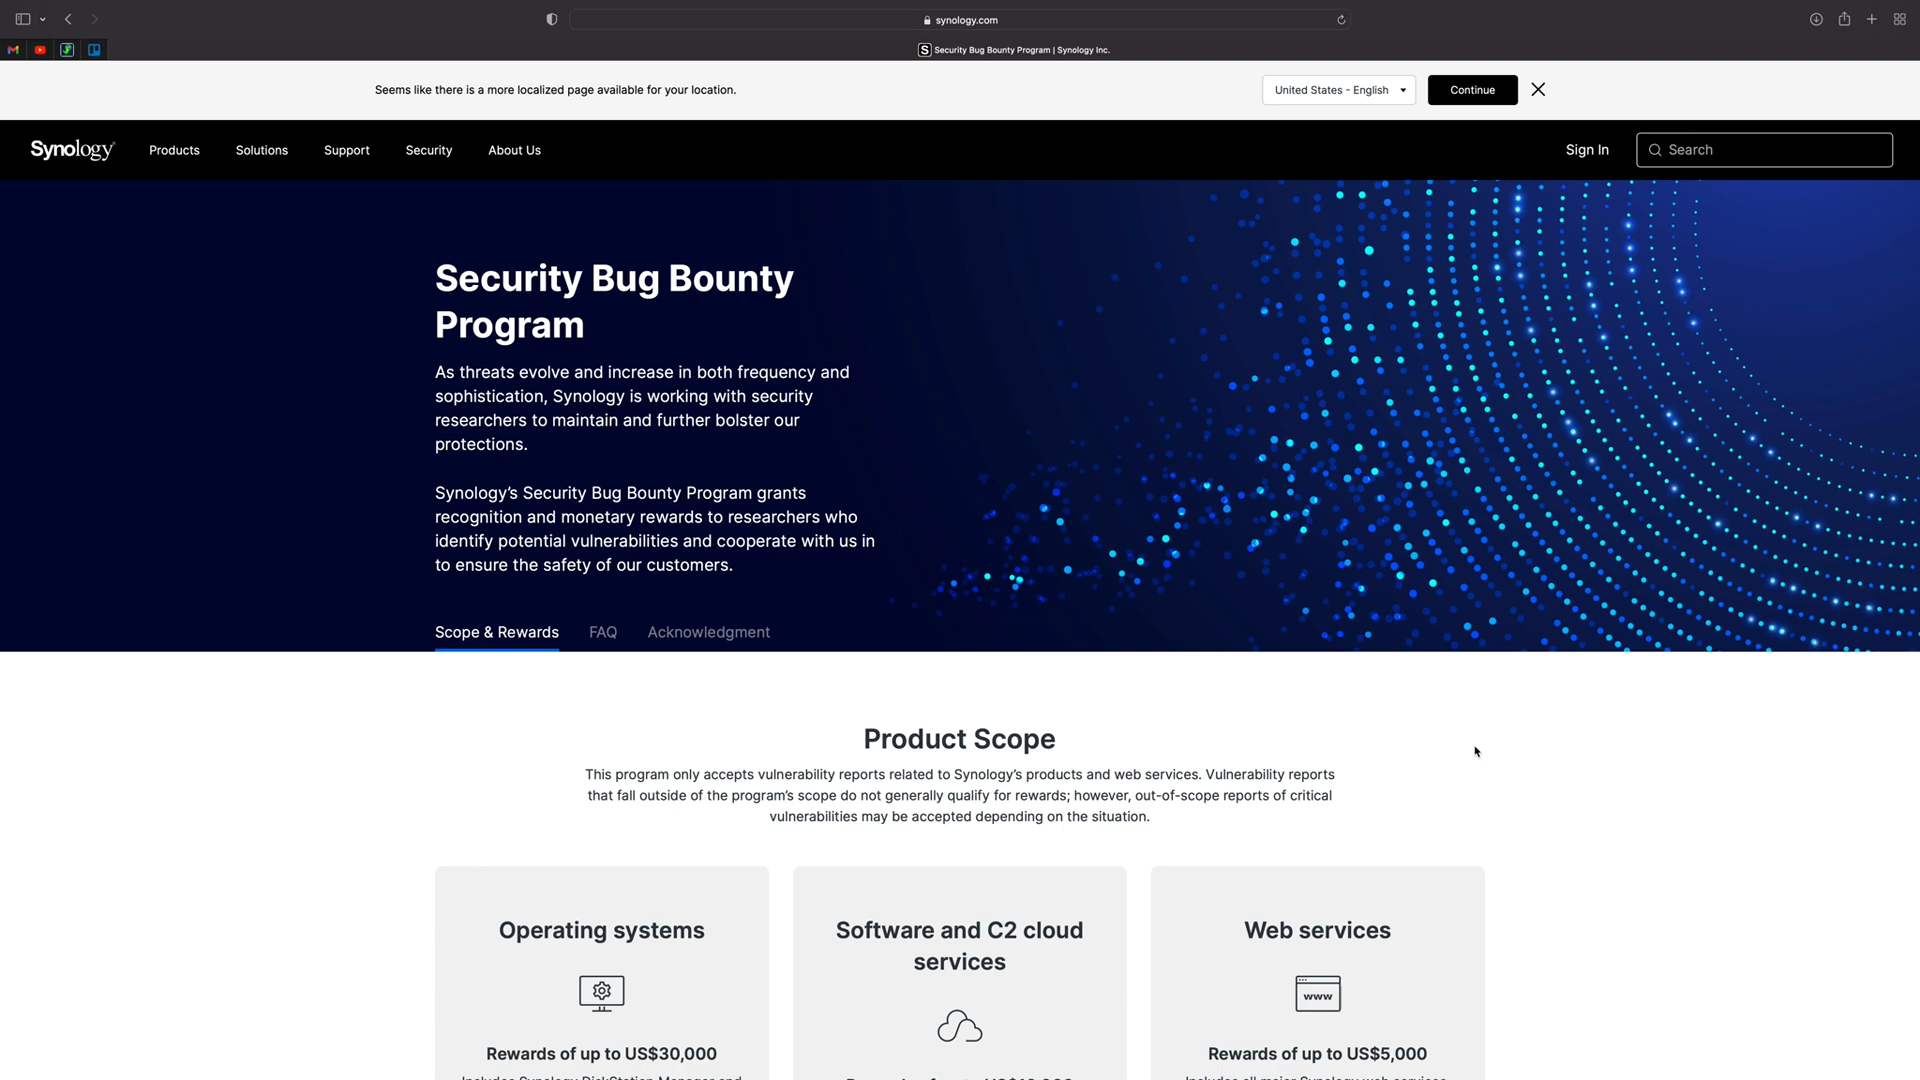 synology.com
Security Bug Bounty Program | Synology Inc.
Seems like there is a more localized page available for your location.
United States - English
Continue
Synology
Products
Solutions
Support
Security
About Us
Sign In
Search
Security Bug Bounty
Program
As threats evolve and increase in both frequency and
sophistication, Synology is working with security
researchers to maintain and further bolster our
protections.
Synology’s Security Bug Bounty Program grants
recognition and monetary rewards to researchers who
identify potential vulnerabilities and cooperate with us in
to ensure the safety of our customers.
Scope & Rewards
FAQ
Acknowledgment
Product Scope
This program only accepts vulnerability reports related to Synology’s products and web services. Vulnerability reports
that fall outside of the program’s scope do not generally qualify for rewards; however, out-of-scope reports of critical
vulnerabilities may be accepted depending on the situation.
Operating systems
Rewards of up to US$30,000
Software and C2 cloud
services
Web services
www
Rewards of up to US$5,000